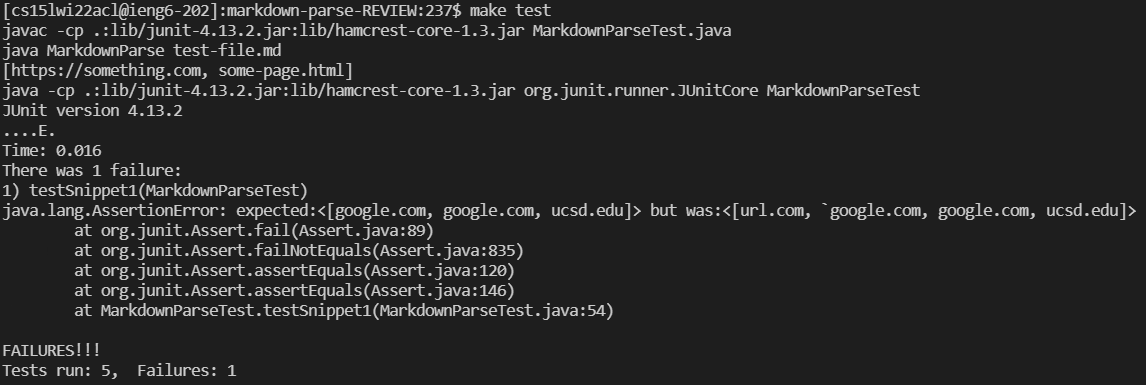 [cs15lwi22acl@ieng6-202]:markdown-parse-REVIEW:237$ make test
javac -cp .:lib/junit-4.13.2.jar:lib/hamcrest-core-1.3.jar MarkdownParseTest.java
java MarkdownParse test-file.md
[https://something.com, some-page.html]
java -cp .:lib/junit-4.13.2.jar:lib/hamcrest-core-1.3.jar org.junit.runner.JUnitCore MarkdownParseTest
JUnit version 4.13.2
....E.
Time: 0.016
There was 1 failure:
1) testSnippet1(MarkdownParseTest)
java.lang.AssertionError: expected:<[google.com, google.com, ucsd.edu]> but was:<[url.com, `google.com, google.com, ucsd.edu]>
        at org.junit.Assert.fail(Assert.java:89)
        at org.junit.Assert.failNotEquals(Assert.java:835)
        at org.junit.Assert.assertEquals(Assert.java:120)
        at org.junit.Assert.assertEquals(Assert.java:146)
        at MarkdownParseTest.testSnippet1(MarkdownParseTest.java:54)

FAILURES!!!
Tests run: 5,  Failures: 1